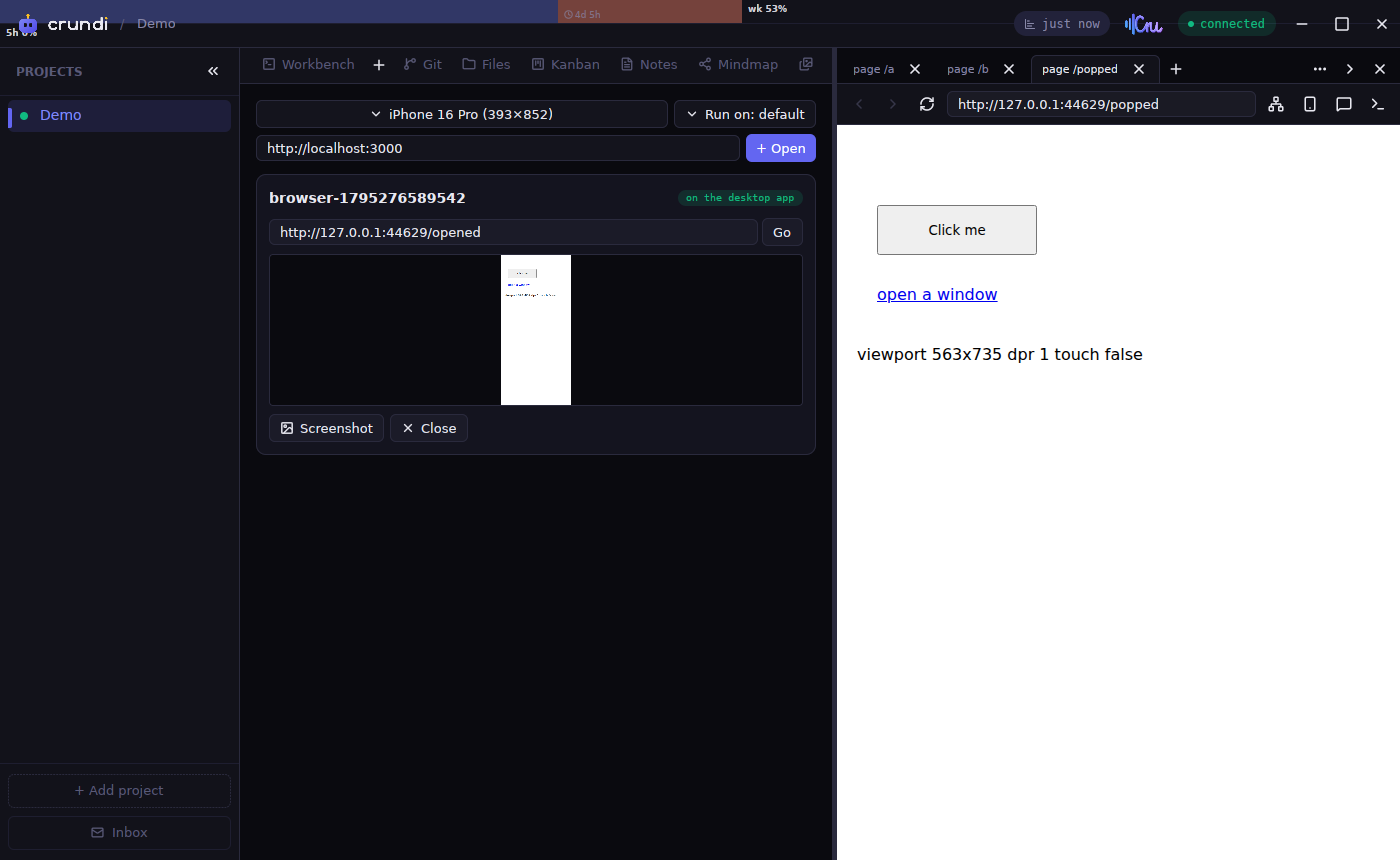 4d 5h
wk 53%
crundi / Demo
just now
Cru
connected
PROJECTS
Demo
+ Add project
Inbox
Workbench
Git
Files
Kanban
Notes
Mindmap
iPhone 16 Pro (393×852)
Run on: default
http://localhost:3000
+ Open
browser-1795276589542
on the desktop app
http://127.0.0.1:44629/opened
Go
Screenshot
Close
page /a
page /b
page /popped
http://127.0.0.1:44629/popped
Click me
open a window
viewport 563x735 dpr 1 touch false